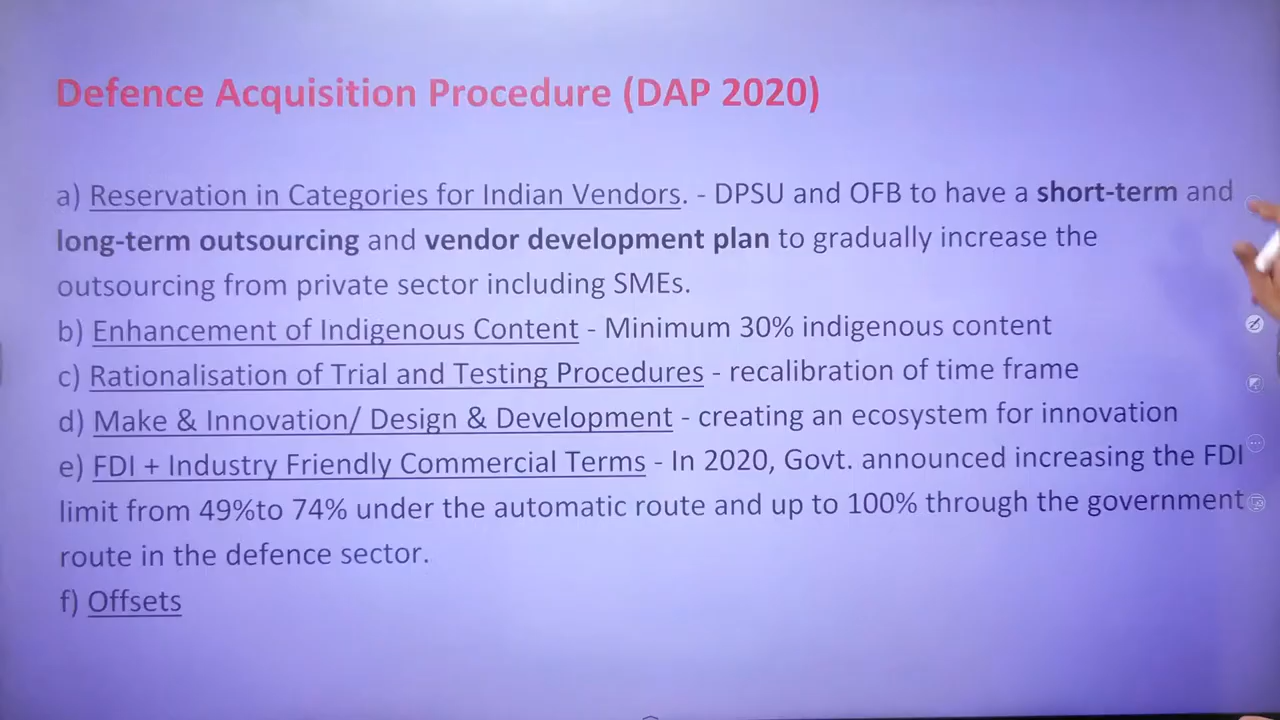 Defence Acquisition Procedure (DAP 2020)
a) Reservation in Categories for Indian Vendors. - DPSU and OFB to have a short-term and
long-term outsourcing and vendor development plan to gradually increase the
outsourcing from private sector including SMEs.
b) Enhancement of Indigenous Content - Minimum 30% indigenous content
c) Rationalisation of Trial and Testing Procedures - recalibration of time frame
d) Make & Innovation/ Design & Development - creating an ecosystem for innovation
e) FDI + Industry Friendly Commercial Terms - In 2020, Govt. announced increasing the FDI
limit from 49%to 74% under the automatic route and up to 100% through the government
route in the defence sector.
f) Offsets